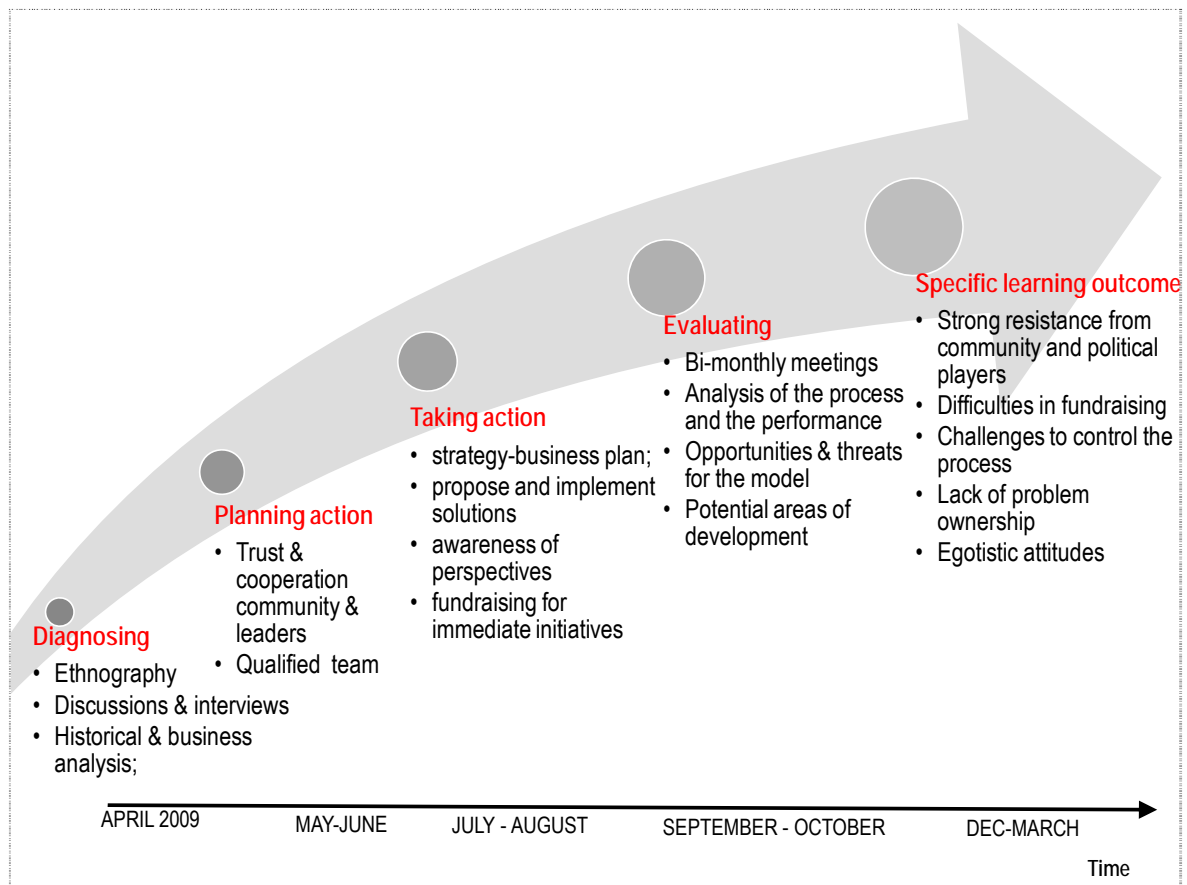 Diagnosing
• Ethnography
• Discussions & interviews
• Historical & business
analysis;
Planning action
• Trust &
cooperation
community &
leaders
• Qualified team
Taking action
• strategy-business plan;
• propose and implement
solutions
• awareness of
perspectives
• fundraising for
immediate initiatives
Evaluating
• Bi-monthly meetings
• Analysis of the process
and the performance
• Opportunities & threats
for the model
• Potential areas of
development
Specific learning outcome
• Strong resistance from
community and political
players
• Difficulties in fundraising
• Challenges to control the
process
• Lack of problem
ownership
• Egotistic attitudes
APRIL 2009
MAY-JUNE
JULY - AUGUST
SEPTEMBER - OCTOBER
DEC-MARCH
Time